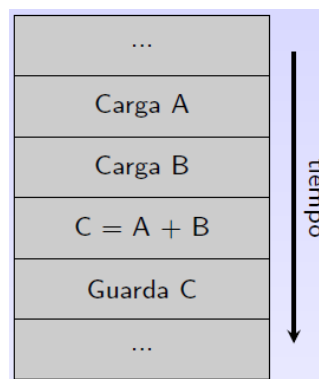 ...
Carga A
Carga B
C = A + B
Guarda C
...
tiempo